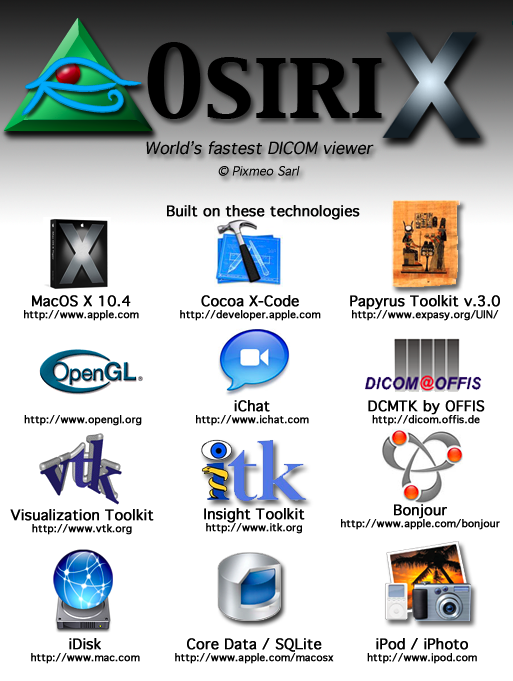 OSIRIX
World's fastest DICOM viewer
© Pixmeo Sarl
Built on these technologies
X
MacOS X 10.4
http://www.apple.com
Cocoa X-Code
http://developer.apple.com
Papyrus Toolkit v.3.0
http://www.expasy.org/UIN/
OpenGL®
http://www.opengl.org
iChat
http://www.ichat.com
DICOM@OFFIS
DCMTK by OFFIS
http://dicom.offis.de
vtk
Visualization Toolkit
http://www.vtk.org
itk
Insight Toolkit
http://www.itk.org
Bonjour
http://www.apple.com/bonjour
iDisk
http://www.mac.com
Core Data / SQLite
http://www.apple.com/macosx
iPod / iPhoto
http://www.ipod.com